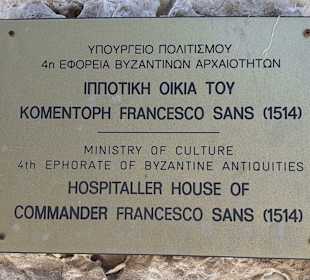 ΥΠΟΥΡΓΕΙΟ ΠΟΛΙΤΙΣΜΟΥ
4η ΕΦΟΡΕΙΑ ΒΥΖΑΝΤΙΝΩΝ ΑΡΧΑΙΟΤΗΤΩΝ
ΙΠΠΟΤΙΚΗ ΟΙΚΙΑ ΤΟΥ
ΚΟΜΕΝΤΟΡΗ FRANCESCO SANS (1514)
MINISTRY OF CULTURE
4th EPHORATE OF BYZANTINE ANTIQUITIES
HOSPITALLER HOUSE OF
COMMANDER FRANCESCO SANS (1514)